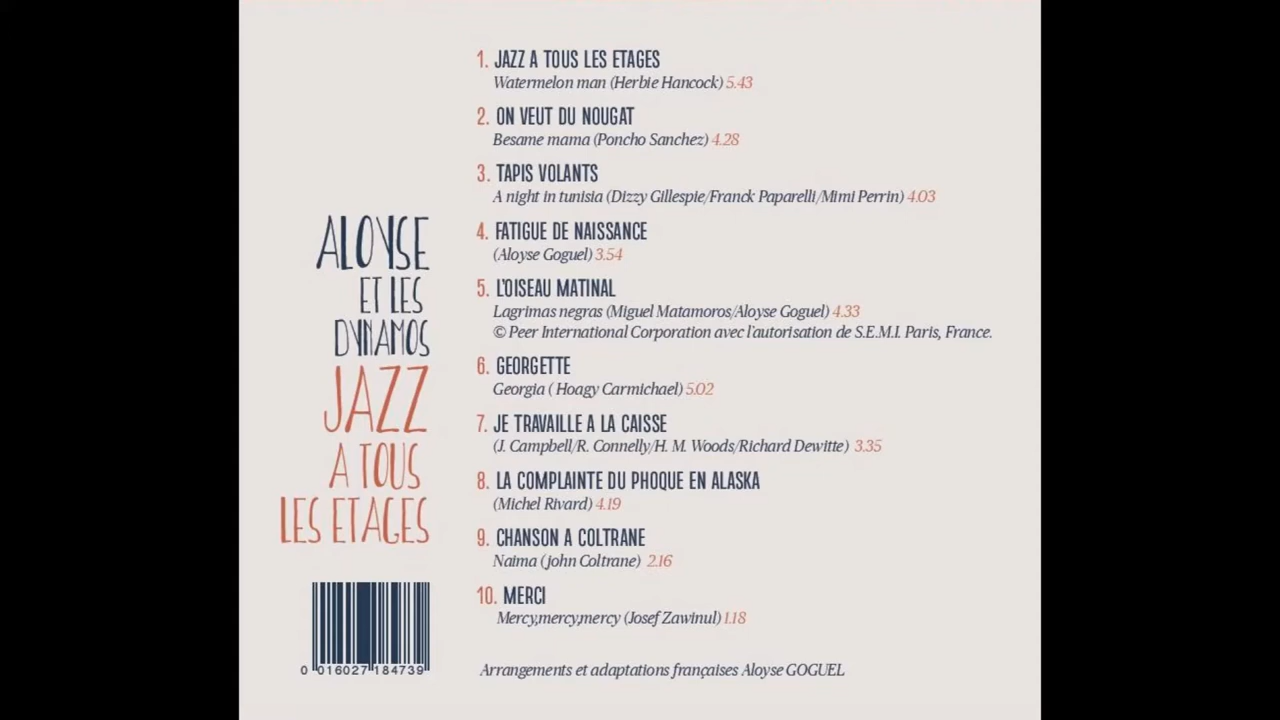 ALOYSE
ET LES
DYNAMOS
JAZZ
A TOUS
LES ETAGES
0 016027 184739
1. JAZZ A TOUS LES ETAGES
Watermelon man (Herbie Hancock) 5.43
2. ON VEUT DU NOUGAT
Besame mama (Poncho Sanchez) 4.28
3. TAPIS VOLANTS
A night in tunisia (Dizzy Gillespie/Franck Paparelli/Mimi Perrin) 4.03
4. FATIGUE DE NAISSANCE
(Aloyse Goguel) 3.54
5. L'OISEAU MATINAL
Lagrimas negras (Miguel Matamoros/Aloyse Goguel) 4.33
© Peer International Corporation avec l'autorisation de S.E.M.I. Paris, France.
6. GEORGETTE
Georgia ( Hoagy Carmichael) 5.02
7. JE TRAVAILLE A LA CAISSE
(J. Campbell/R. Connelly/H. M. Woods/Richard Dewitte) 3.35
8. LA COMPLAINTE DU PHOQUE EN ALASKA
(Michel Rivard) 4.19
9. CHANSON A COLTRANE
Naima (john Coltrane) 2.16
10. MERCI
Mercy,mercy,mercy (Josef Zawinul) 1.18
Arrangements et adaptations françaises Aloyse GOGUEL